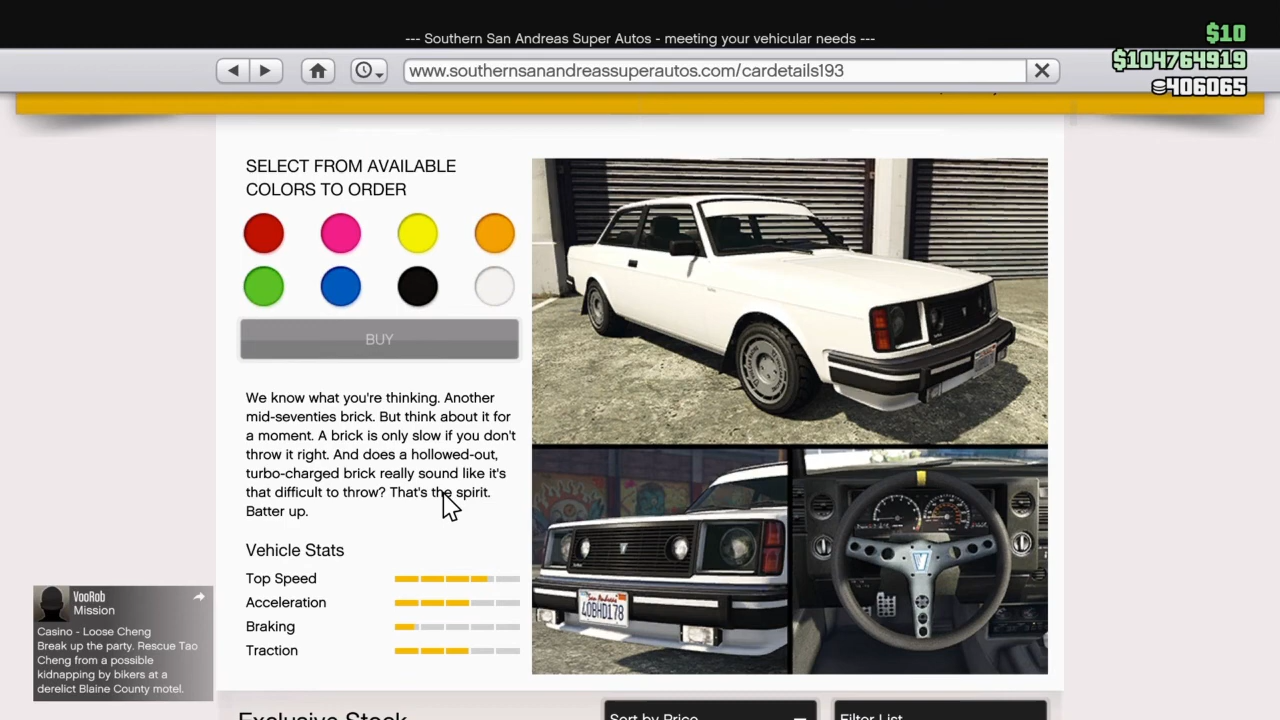 --- Southern San Andreas Super Autos - meeting your vehicular needs ---
$10
$104764919
406065
www.southernsanandreassuperautos.com/cardetails193
SELECT FROM AVAILABLE
COLORS TO ORDER
BUY
We know what you're thinking. Another
mid-seventies brick. But think about it for
a moment. A brick is only slow if you don't
throw it right. And does a hollowed-out,
turbo-charged brick really sound like it's
that difficult to throw? That's the spirit.
Batter up.
Vehicle Stats
Top Speed
Acceleration
Braking
Traction
San Andreas
40BHD178
VooRob
Mission
Casino - Loose Cheng
Break up the party. Rescue Tao
Cheng from a possible
kidnapping by bikers at a
derelict Blaine County motel.
Exclusive Stock
Sort by Price
Filter List